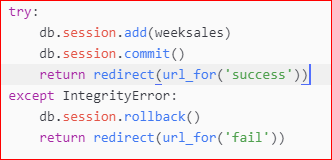 try:
    db.session.add(weeksales)
    db.session.commit()
    return redirect(url_for('success'))
except IntegrityError:
    db.session.rollback()
    return redirect(url_for('fail'))